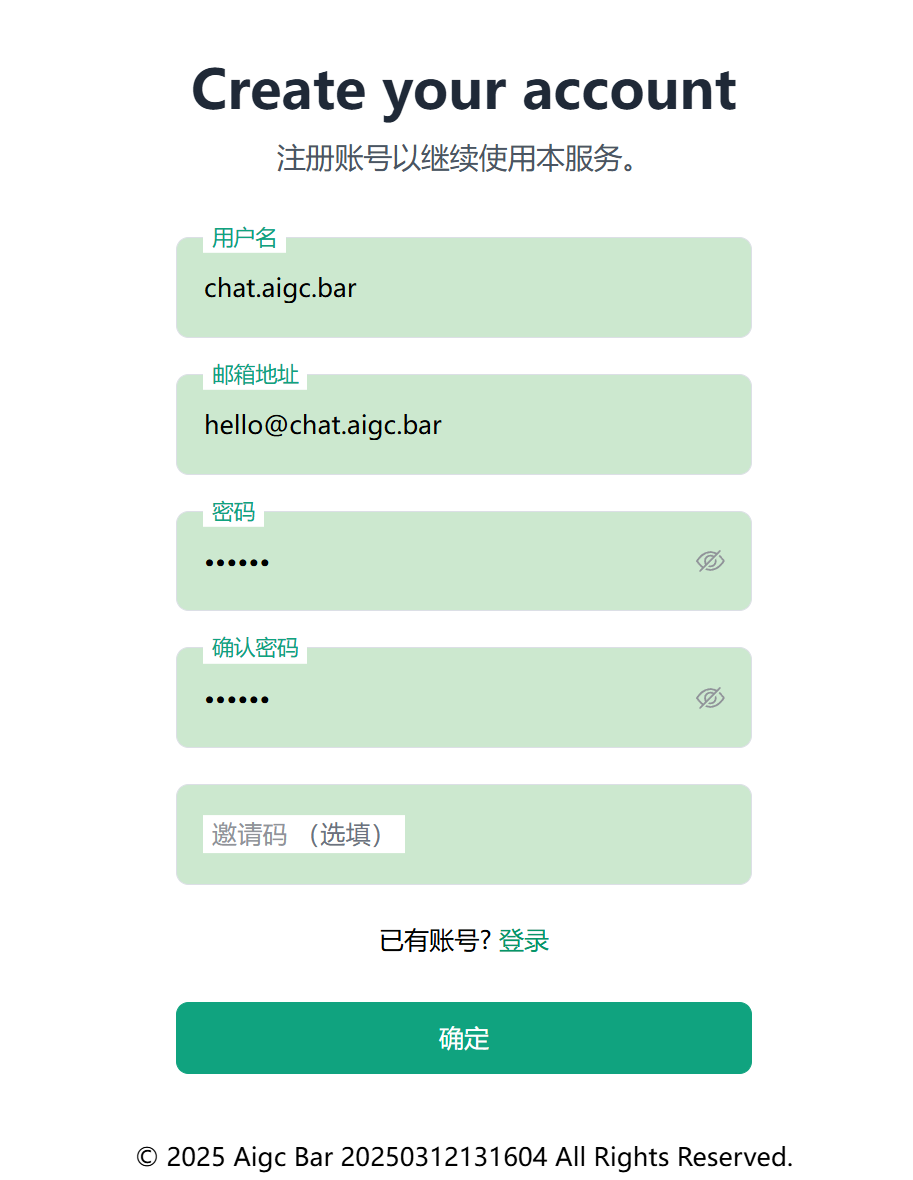 Create your account
注册账号以继续使用本服务。
用户名
chat.aigc.bar
邮箱地址
hello@chat.aigc.bar
密码
••••••
确认密码
••••••
邀请码 （选填）
已有账号? 登录
确定
© 2025 Aigc Bar 20250312131604 All Rights Reserved.